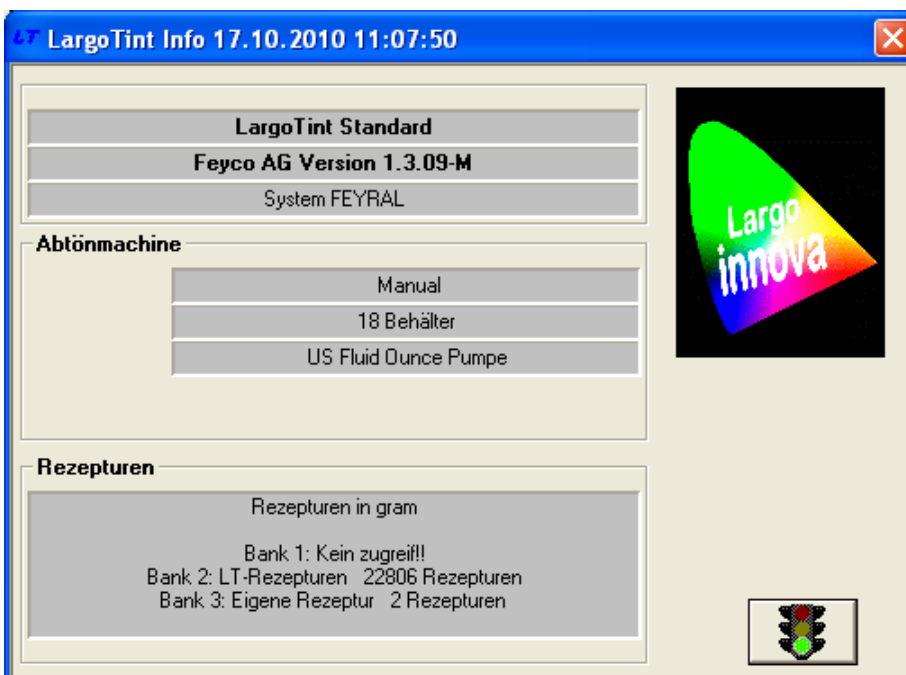 LT LargoTint Info 17.10.2010 11:07:50
LargoTint Standard
Feyco AG Version 1.3.09-M
System FEYRAL
Largo
innova
Abtönmachine
Manual
18 Behälter
US Fluid Ounce Pumpe
Rezepturen
Rezepturen in gram
Bank 1: Kein zugreif!!
Bank 2: LT-Rezepturen 22806 Rezepturen
Bank 3: Eigene Rezeptur 2 Rezepturen